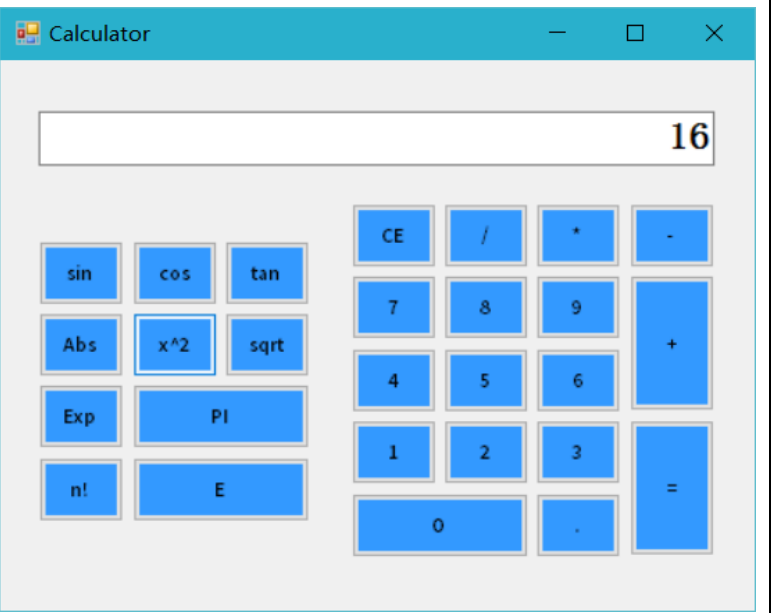 Calculator
16
CE / * -
sin cos tan
7 8 9 +
Abs x^2 sqrt
4 5 6
Exp PI
1 2 3 =
n! E
0 .